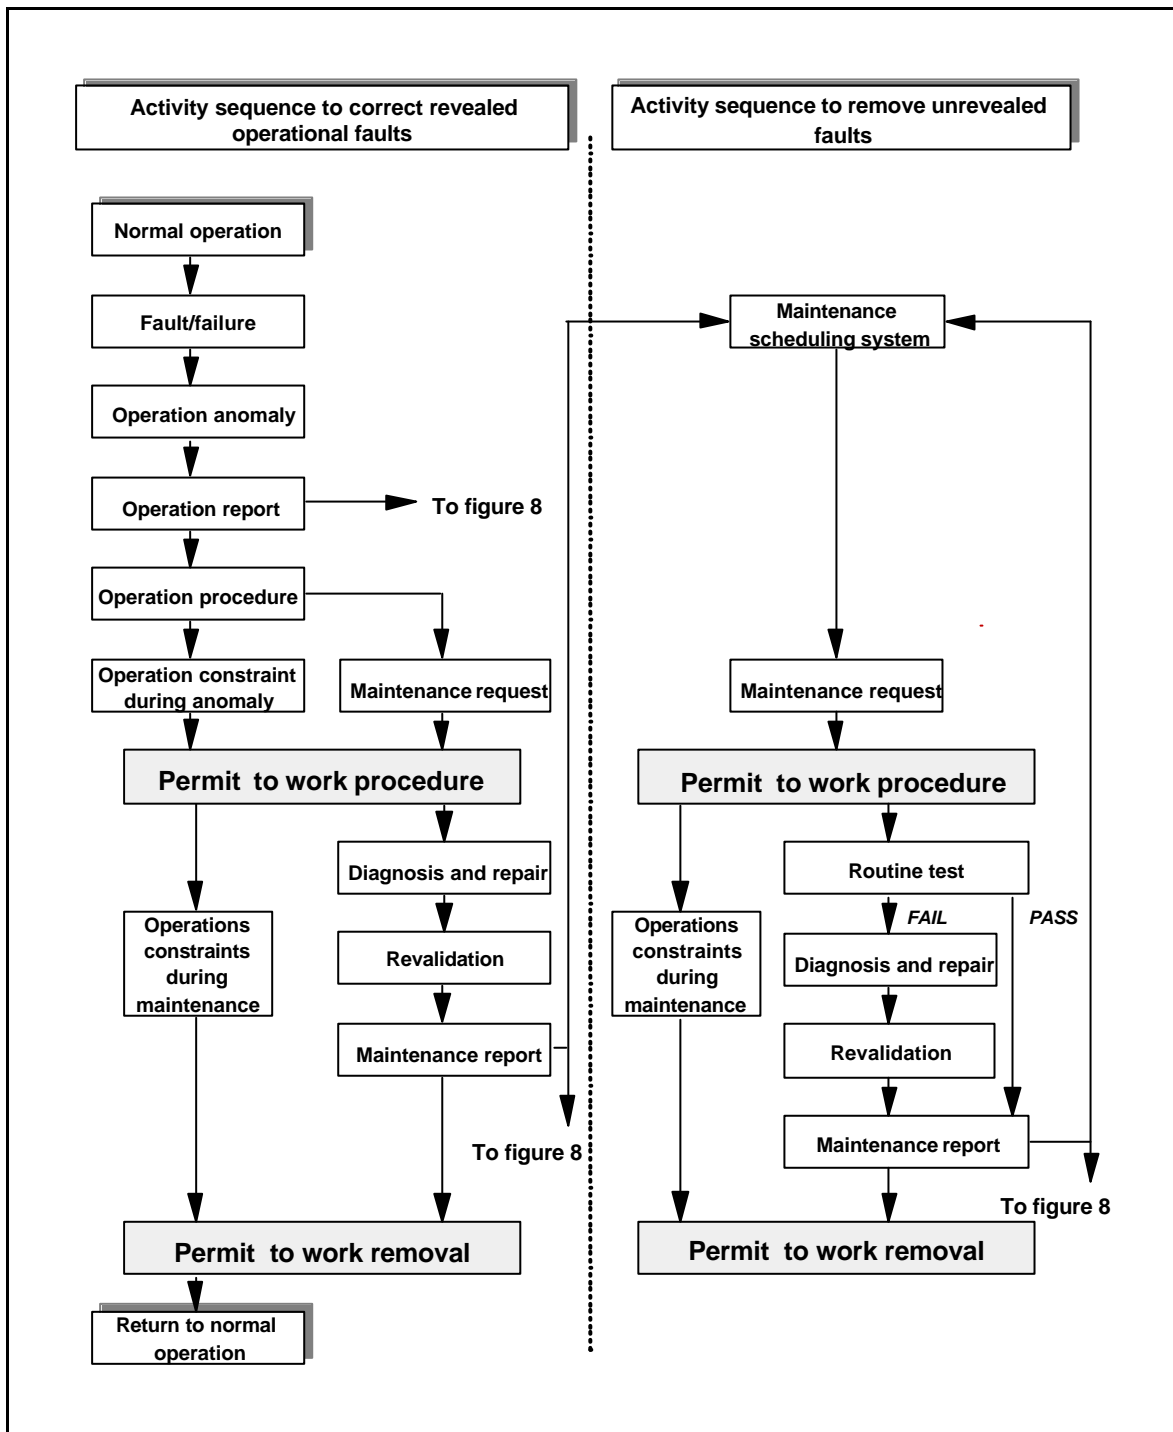 Activity sequence to correct revealed
operational faults
Activity sequence to remove unrevealed
faults
Normal operation
Fault/failure
Operation anomaly
Operation report
To figure 8
Operation procedure
Operation constraint
during anomaly
Maintenance request
Permit to work procedure
Diagnosis and repair
Operations
constraints
during
maintenance
Revalidation
Maintenance report
To figure 8
Permit to work removal
Return to normal
operation
Maintenance
scheduling system
Maintenance request
Permit to work procedure
Routine test
FAIL
PASS
Operations
constraints
during
maintenance
Diagnosis and repair
Revalidation
Maintenance report
To figure 8
Permit to work removal